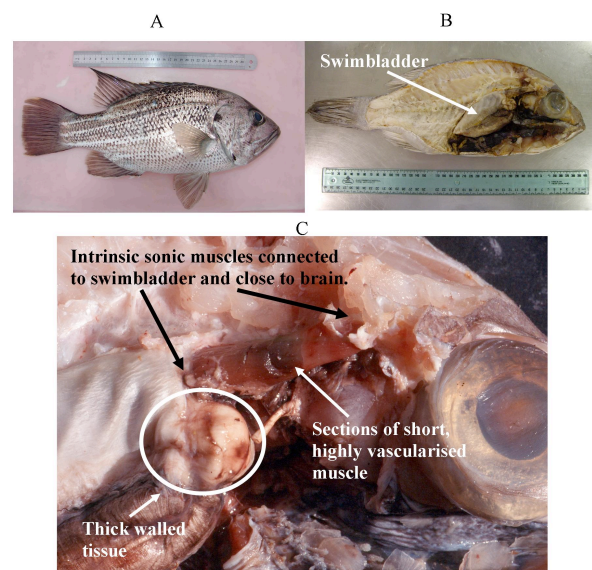 A
B
Swimbladder
C
Intrinsic sonic muscles connected
to swimbladder and close to brain.
Sections of short,
highly vascularised
muscle
Thick walled
tissue